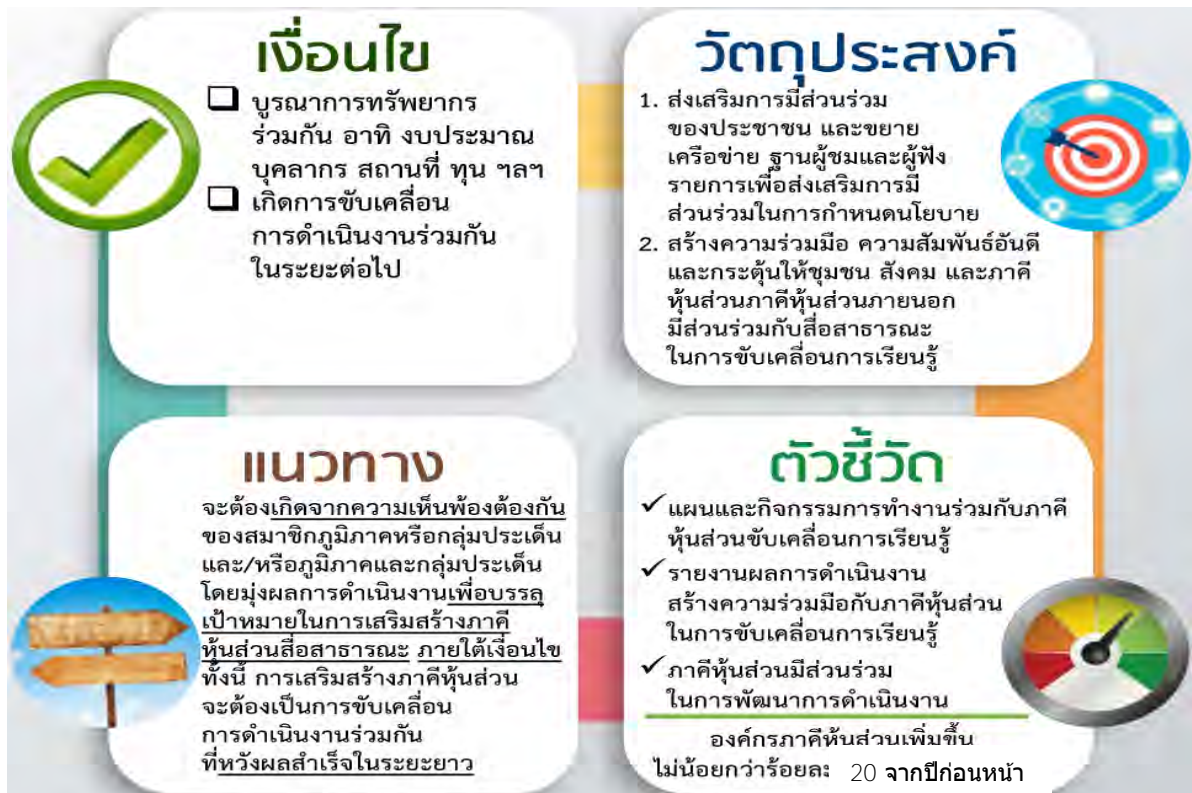 เงื่อนไข
❑ บูรณาการทรัพยากร
ร่วมกัน อาทิ งบประมาณ
บุคลากร สถานที่ ทุน ฯลฯ
❑ เกิดการขับเคลื่อน
การดำเนินงานร่วมกัน
ในระยะต่อไป
วัตถุประสงค์
1. ส่งเสริมการมีส่วนร่วม
ของประชาชน และขยาย
เครือข่าย ฐานผู้ชมและผู้ฟัง
รายการเพื่อส่งเสริมการมี
ส่วนร่วมในการกำหนดนโยบาย
2. สร้างความร่วมมือ ความสัมพันธ์อันดี
และกระตุ้นให้ชุมชน สังคม และภาคี
หุ้นส่วนภาคีหุ้นส่วนภายนอก
มีส่วนร่วมกับสื่อสาธารณะ
ในการขับเคลื่อนการเรียนรู้
แนวทาง
จะต้องเกิดจากความเห็นพ้องต้องกัน
ของสมาชิกภูมิภาคหรือกลุ่มประเด็น
และ/หรือภูมิภาคและกลุ่มประเด็น
โดยมุ่งผลการดำเนินงานเพื่อบรรลุ
เป้าหมายในการเสริมสร้างภาคี
หุ้นส่วนสื่อสาธารณะ ภายใต้เงื่อนไข
ทั้งนี้ การเสริมสร้างภาคีหุ้นส่วน
จะต้องเป็นการขับเคลื่อน
การดำเนินงานร่วมกัน
ที่หวังผลสำเร็จในระยะยาว
ตัวชี้วัด
✓ แผนและกิจกรรมการทำงานร่วมกับภาคี
หุ้นส่วนขับเคลื่อนการเรียนรู้
✓ รายงานผลการดำเนินงาน
สร้างความร่วมมือกับภาคีหุ้นส่วน
ในการขับเคลื่อนการเรียนรู้
✓ ภาคีหุ้นส่วนมีส่วนร่วม
ในการพัฒนาการดำเนินงาน
องค์กรภาคีหุ้นส่วนเพิ่มขึ้น
ไม่น้อยกว่าร้อยละ 20 จากปีก่อนหน้า